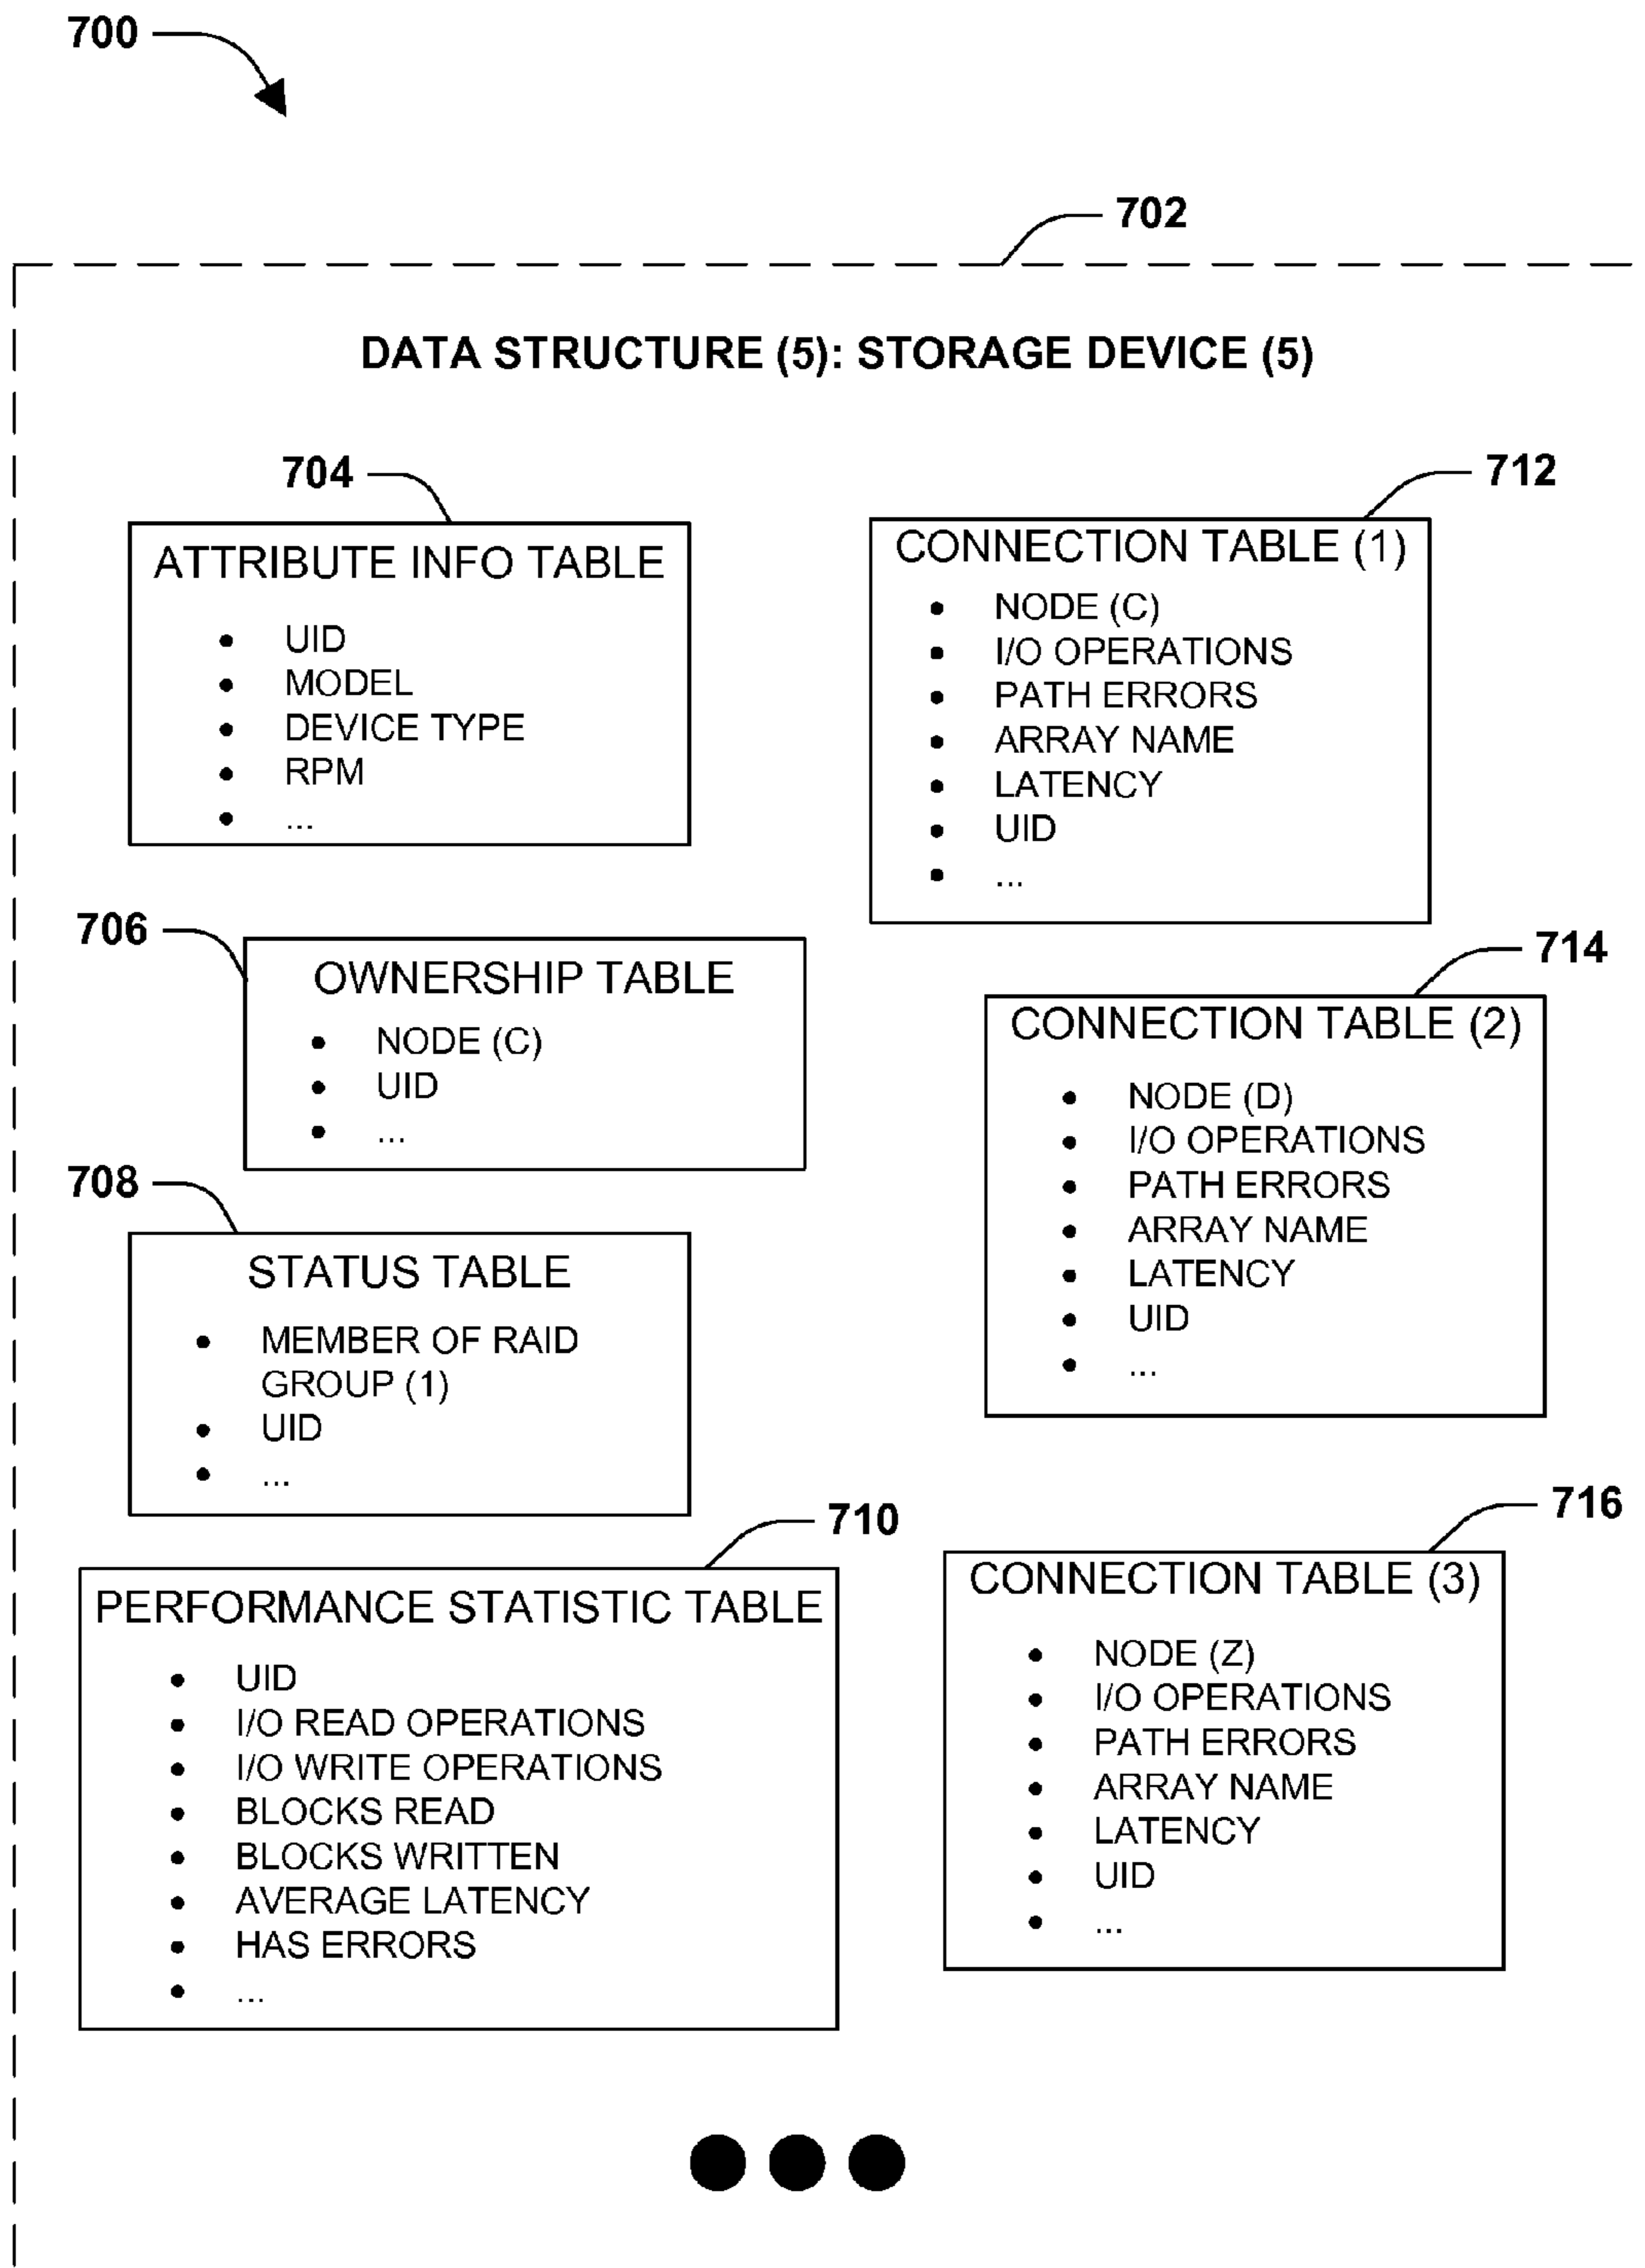 700
702
DATA STRUCTURE (5): STORAGE DEVICE (5)
704
ATTRIBUTE INFO TABLE
• UID
• MODEL
• DEVICE TYPE
• RPM
• ...
706
OWNERSHIP TABLE
• NODE (C)
• UID
• ...
708
STATUS TABLE
• MEMBER OF RAID
GROUP (1)
• UID
• ...
710
PERFORMANCE STATISTIC TABLE
• UID
• I/O READ OPERATIONS
• I/O WRITE OPERATIONS
• BLOCKS READ
• BLOCKS WRITTEN
• AVERAGE LATENCY
• HAS ERRORS
• ...
712
CONNECTION TABLE (1)
• NODE (C)
• I/O OPERATIONS
• PATH ERRORS
• ARRAY NAME
• LATENCY
• UID
• ...
714
CONNECTION TABLE (2)
• NODE (D)
• I/O OPERATIONS
• PATH ERRORS
• ARRAY NAME
• LATENCY
• UID
• ...
716
CONNECTION TABLE (3)
• NODE (Z)
• I/O OPERATIONS
• PATH ERRORS
• ARRAY NAME
• LATENCY
• UID
• ...